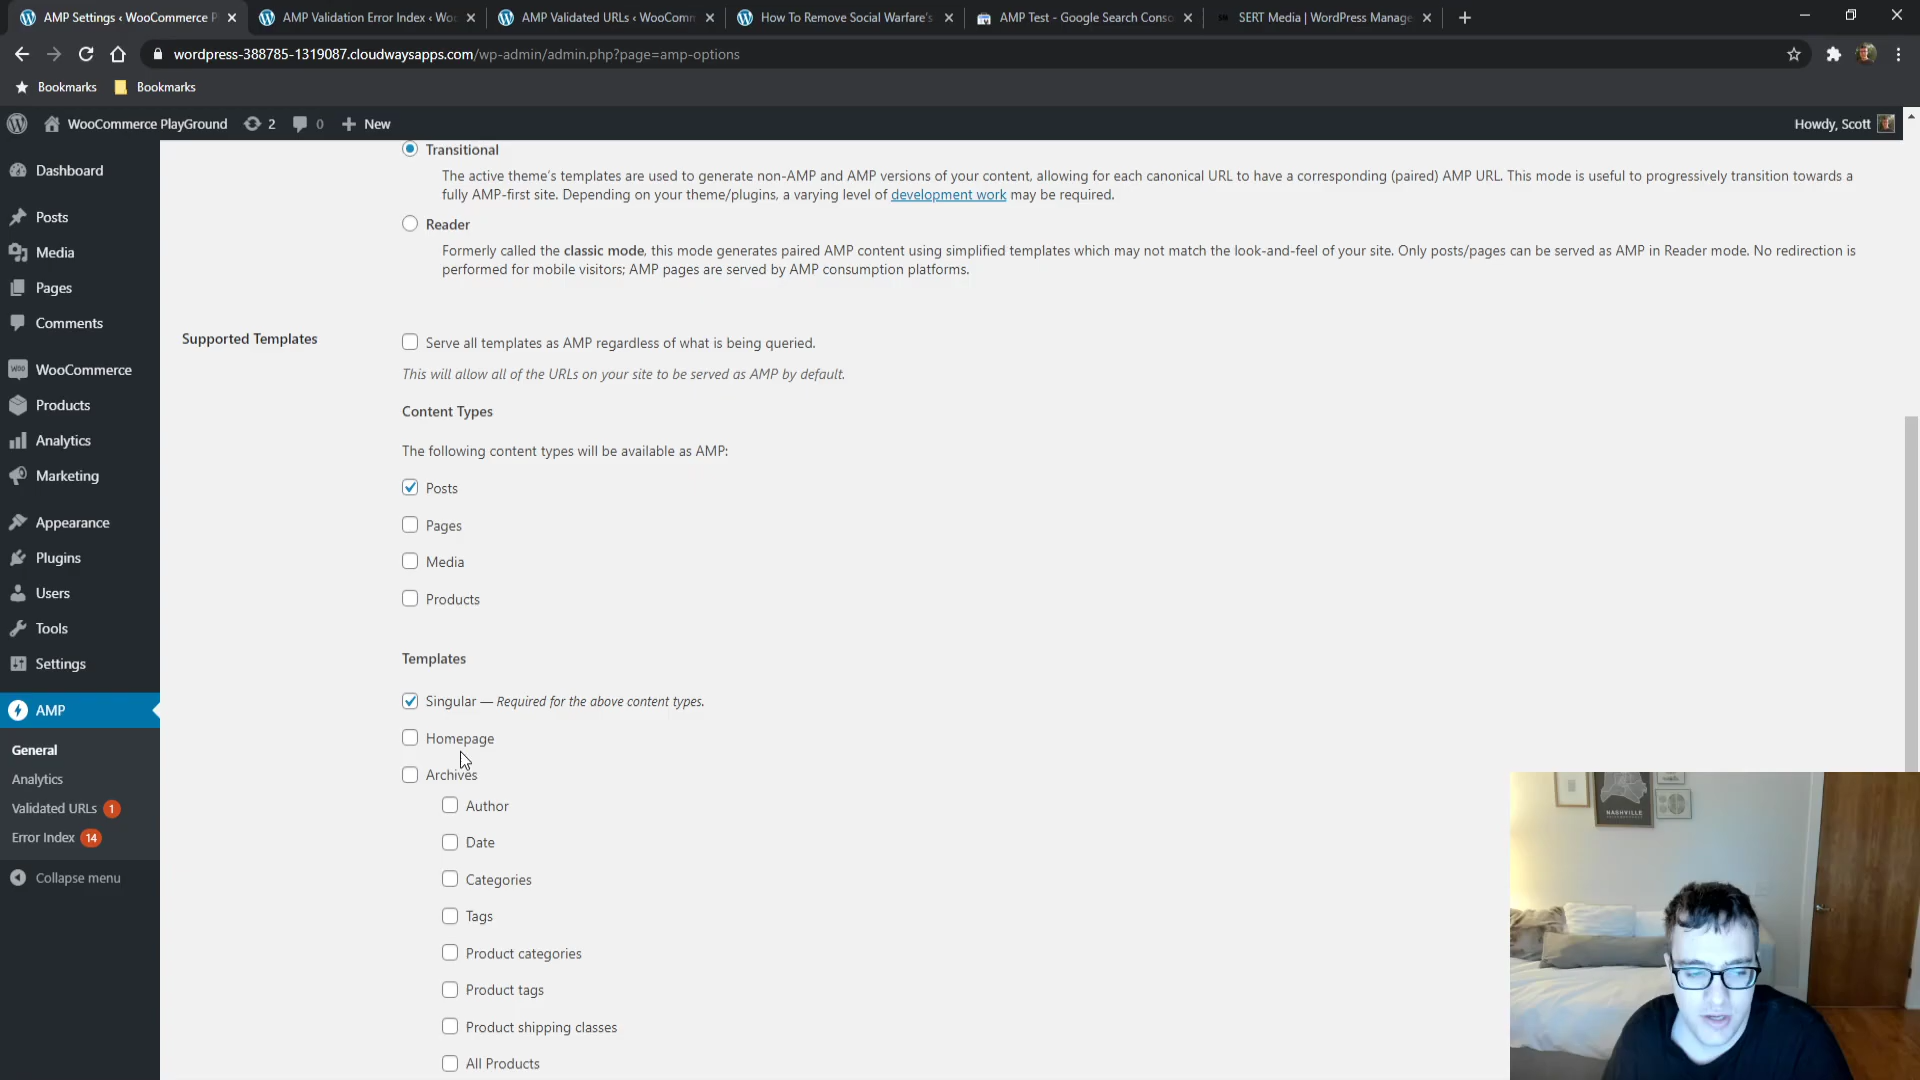 AMP Settings ‹ WooCommerce P
AMP Validation Error Index ‹ Woo
AMP Validated URLs ‹ WooComm
How To Remove Social Warfare's
AMP Test - Google Search Conso
SERT Media | WordPress Manage
wordpress-388785-1319087.cloudwaysapps.com/wp-admin/admin.php?page=amp-options
Bookmarks
Bookmarks
WooCommerce PlayGround
2
0
New
Howdy, Scott
Dashboard
Posts
Media
Pages
Comments
WooCommerce
Products
Analytics
Marketing
Appearance
Plugins
Users
Tools
Settings
AMP
General
Analytics
Validated URLs 1
Error Index 14
Collapse menu
Transitional
The active theme's templates are used to generate non-AMP and AMP versions of your content, allowing for each canonical URL to have a corresponding (paired) AMP URL. This mode is useful to progressively transition towards a
fully AMP-first site. Depending on your theme/plugins, a varying level of development work may be required.
Reader
Formerly called the classic mode, this mode generates paired AMP content using simplified templates which may not match the look-and-feel of your site. Only posts/pages can be served as AMP in Reader mode. No redirection is
performed for mobile visitors; AMP pages are served by AMP consumption platforms.
Supported Templates
Serve all templates as AMP regardless of what is being queried.
This will allow all of the URLs on your site to be served as AMP by default.
Content Types
The following content types will be available as AMP:
Posts
Pages
Media
Products
Templates
Singular — Required for the above content types.
Homepage
Archives
Author
Date
Categories
Tags
Product categories
Product tags
Product shipping classes
All Products
NASHVILLE